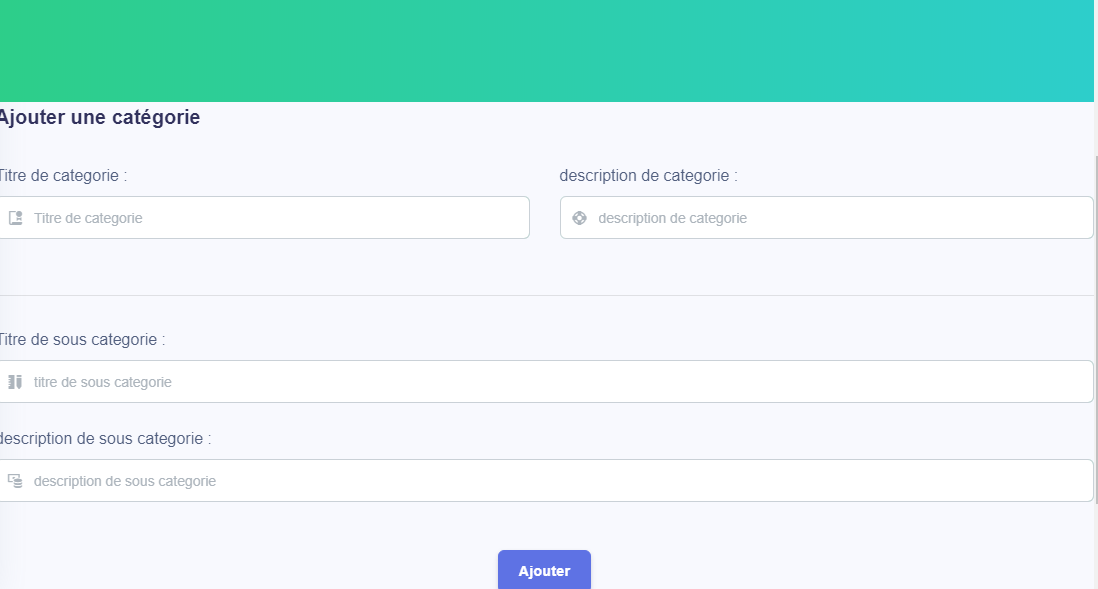 Ajouter une catégorie
Titre de categorie :
description de categorie :
Titre de categorie
description de categorie
Titre de sous categorie :
titre de sous categorie
description de sous categorie :
description de sous categorie
Ajouter